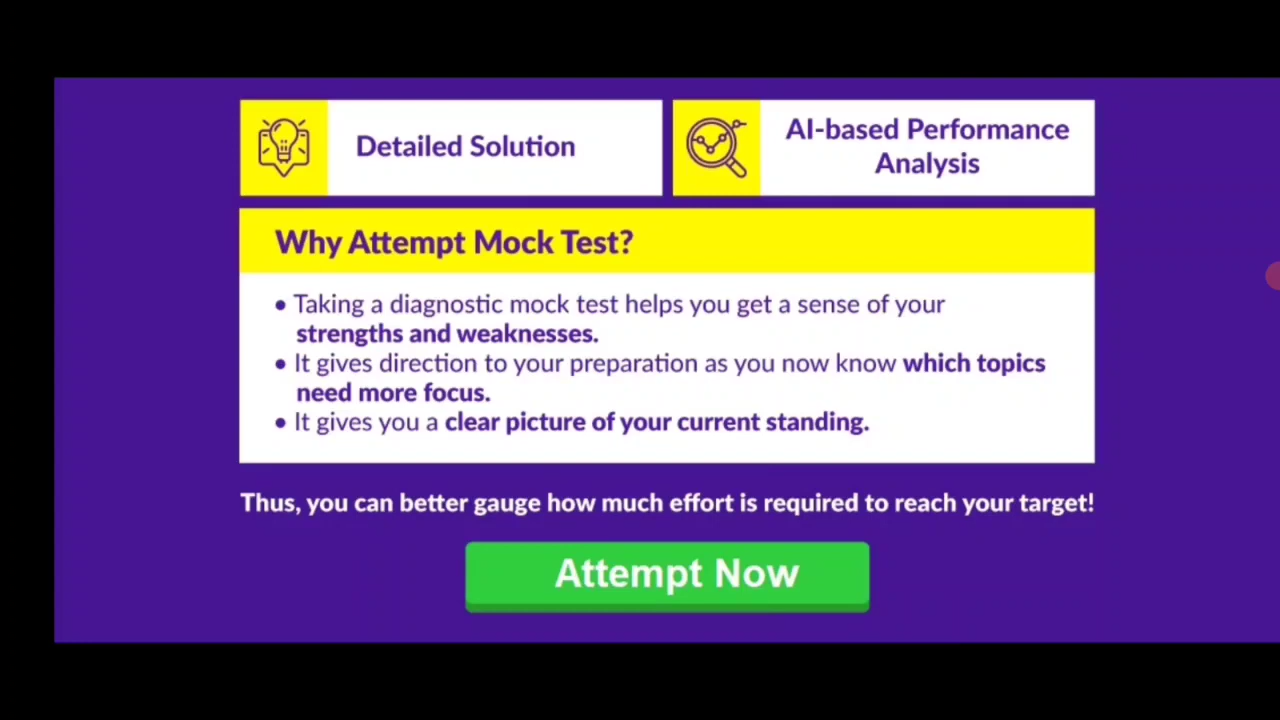 Detailed Solution
AI-based Performance
Analysis
Why Attempt Mock Test?
• Taking a diagnostic mock test helps you get a sense of your
strengths and weaknesses.
• It gives direction to your preparation as you now know which topics
need more focus.
• It gives you a clear picture of your current standing.
Thus, you can better gauge how much effort is required to reach your target!
Attempt Now